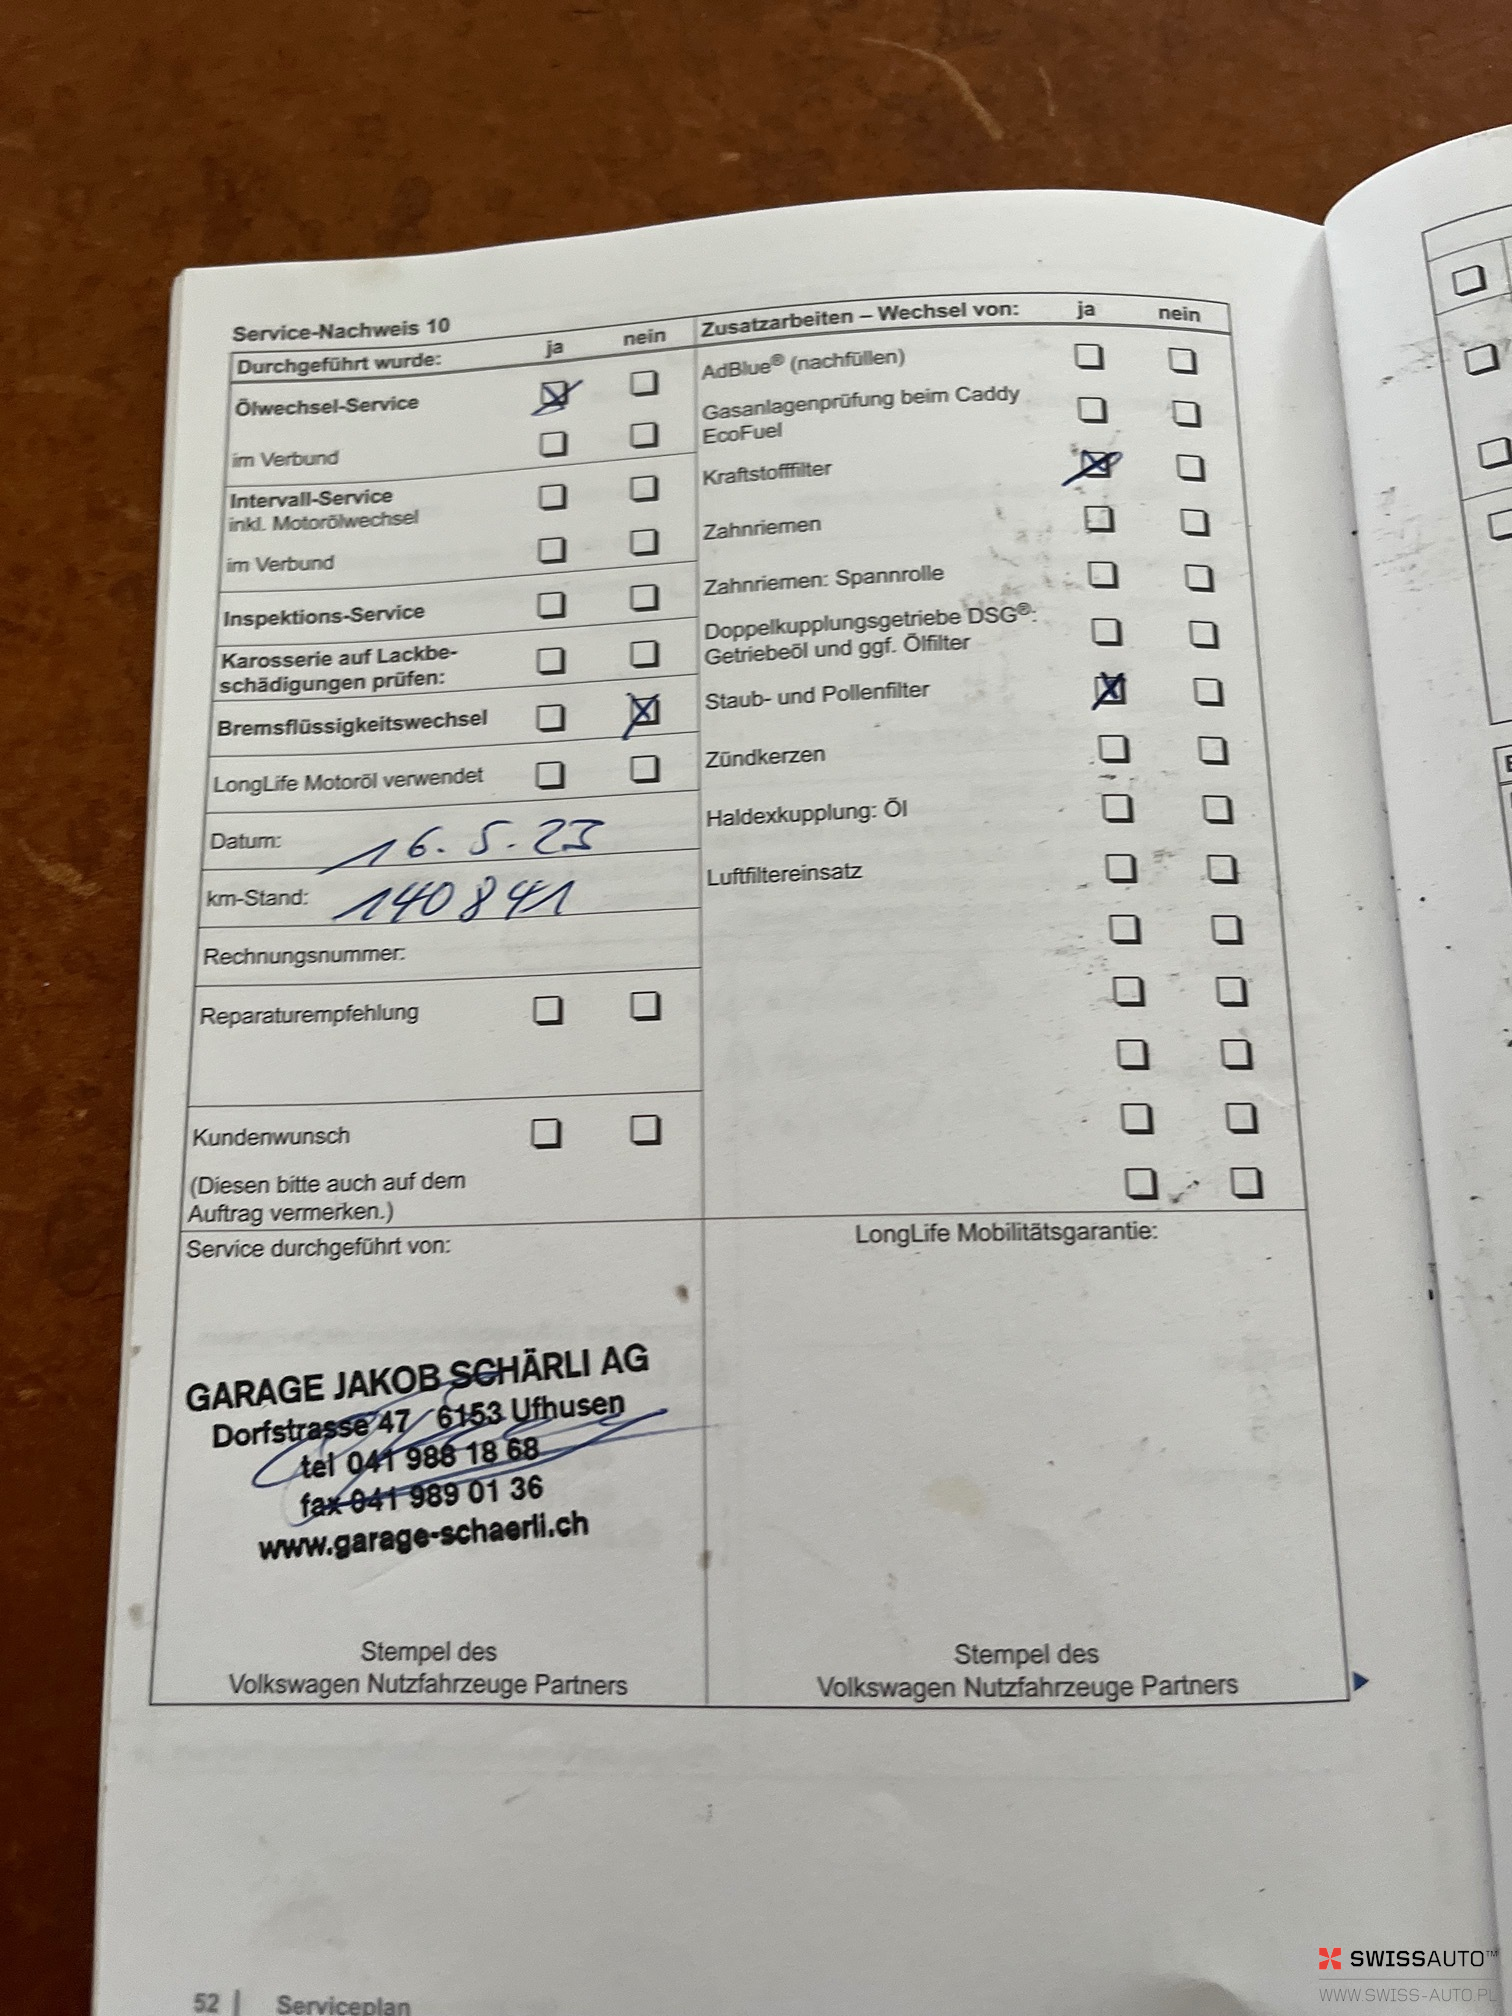 Service-Nachweis 10
Durchgeführt wurde: ja nein
Ölwechsel-Service
im Verbund
Intervall-Service
inkl. Motorölwechsel
im Verbund
Inspektions-Service
Karosserie auf Lackbe-
schädigungen prüfen:
Bremsflüssigkeitswechsel
LongLife Motoröl verwendet
Datum: 16.5.23
km-Stand: 140841
Rechnungsnummer:
Reparaturempfehlung
Kundenwunsch
(Diesen bitte auch auf dem
Auftrag vermerken.)
Zusatzarbeiten – Wechsel von: ja nein
AdBlue® (nachfüllen)
Gasanlagenprüfung beim Caddy
EcoFuel
Kraftstofffilter
Zahnriemen
Zahnriemen: Spannrolle
Doppelkupplungsgetriebe DSG®:
Getriebeöl und ggf. Ölfilter
Staub- und Pollenfilter
Zündkerzen
Haldexkupplung: Öl
Luftfiltereinsatz
Service durchgeführt von:
GARAGE JAKOB SCHÄRLI AG
Dorfstrasse 47 6153 Ufhusen
tel 041 988 18 68
fax 041 989 01 36
www.garage-schaerli.ch
Stempel des
Volkswagen Nutzfahrzeuge Partners
LongLife Mobilitätsgarantie:
Stempel des
Volkswagen Nutzfahrzeuge Partners
52 | Serviceplan
SWISSAUTO™
WWW.SWISS-AUTO.PL